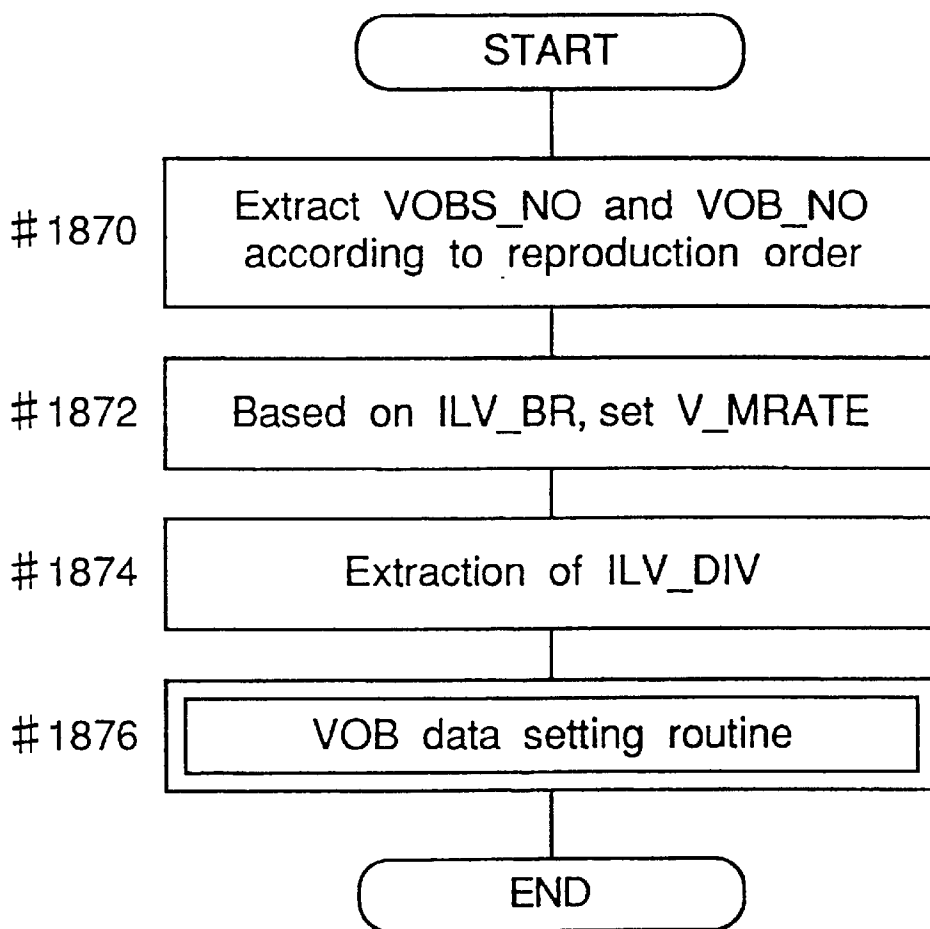 START
#1870
Extract VOBS_NO and VOB_NO
according to reproduction order
#1872
Based on ILV_BR, set V_MRATE
#1874
Extraction of ILV_DIV
#1876
VOB data setting routine
END